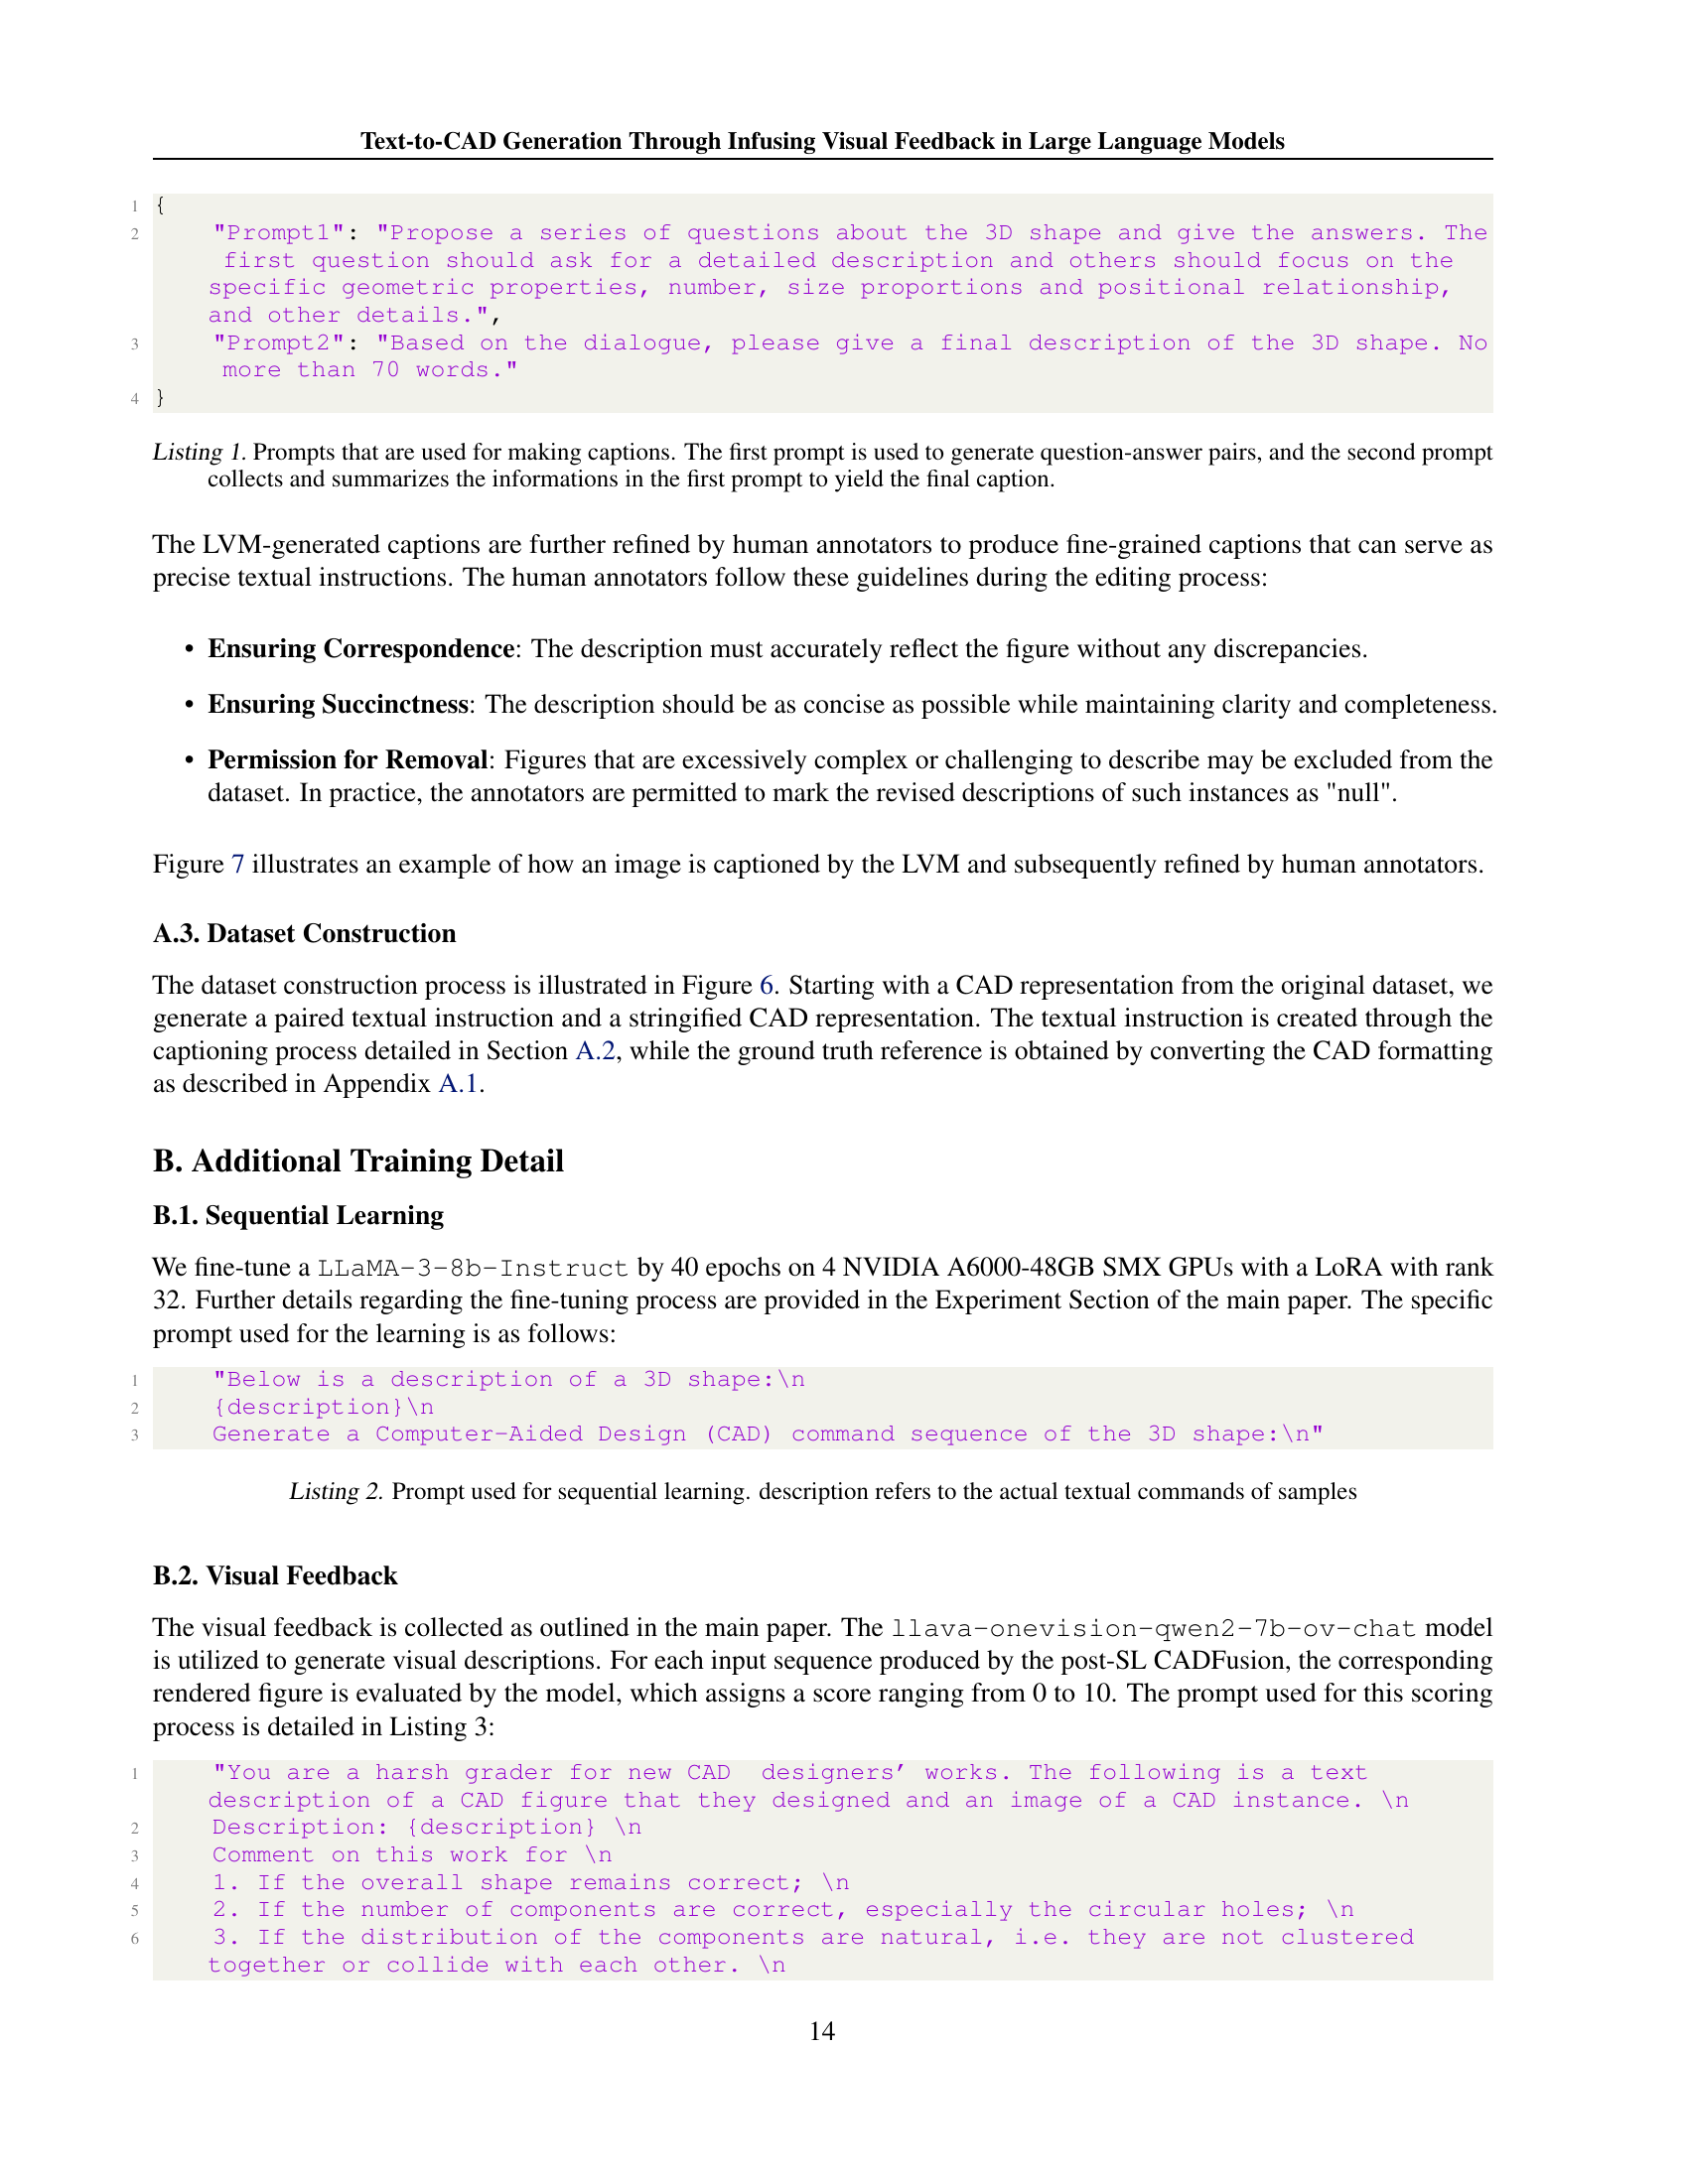 Text-to-CAD Generation Through Infusing Visual Feedback in Large Language Models
1 {
2 "Prompt1": "Propose a series of questions about the 3D shape and give the answers. The
first question should ask for a detailed description and others should focus on the
specific geometric properties, number, size proportions and positional relationship,
and other details.",
3 "Prompt2": "Based on the dialogue, please give a final description of the 3D shape. No
more than 70 words."
4 }
Listing 1. Prompts that are used for making captions. The first prompt is used to generate question-answer pairs, and the second prompt
collects and summarizes the informations in the first prompt to yield the final caption.
The LVM-generated captions are further refined by human annotators to produce fine-grained captions that can serve as
precise textual instructions. The human annotators follow these guidelines during the editing process:
• Ensuring Correspondence: The description must accurately reflect the figure without any discrepancies.
• Ensuring Succinctness: The description should be as concise as possible while maintaining clarity and completeness.
• Permission for Removal: Figures that are excessively complex or challenging to describe may be excluded from the
dataset. In practice, the annotators are permitted to mark the revised descriptions of such instances as "null".
Figure 7 illustrates an example of how an image is captioned by the LVM and subsequently refined by human annotators.
A.3. Dataset Construction
The dataset construction process is illustrated in Figure 6. Starting with a CAD representation from the original dataset, we
generate a paired textual instruction and a stringified CAD representation. The textual instruction is created through the
captioning process detailed in Section A.2, while the ground truth reference is obtained by converting the CAD formatting
as described in Appendix A.1.
B. Additional Training Detail
B.1. Sequential Learning
We fine-tune a LLaMA-3-8b-Instruct by 40 epochs on 4 NVIDIA A6000-48GB SMX GPUs with a LoRA with rank
32. Further details regarding the fine-tuning process are provided in the Experiment Section of the main paper. The specific
prompt used for the learning is as follows:
1 "Below is a description of a 3D shape:\n
2 {description}\n
3 Generate a Computer-Aided Design (CAD) command sequence of the 3D shape:\n"
Listing 2. Prompt used for sequential learning. description refers to the actual textual commands of samples
B.2. Visual Feedback
The visual feedback is collected as outlined in the main paper. The llava-onevision-qwen2-7b-ov-chat model
is utilized to generate visual descriptions. For each input sequence produced by the post-SL CADFusion, the corresponding
rendered figure is evaluated by the model, which assigns a score ranging from 0 to 10. The prompt used for this scoring
process is detailed in Listing 3:
1 "You are a harsh grader for new CAD  designers’ works. The following is a text
description of a CAD figure that they designed and an image of a CAD instance. \n
2 Description: {description} \n
3 Comment on this work for \n
4 1. If the overall shape remains correct; \n
5 2. If the number of components are correct, especially the circular holes; \n
6 3. If the distribution of the components are natural, i.e. they are not clustered
together or collide with each other. \n
14